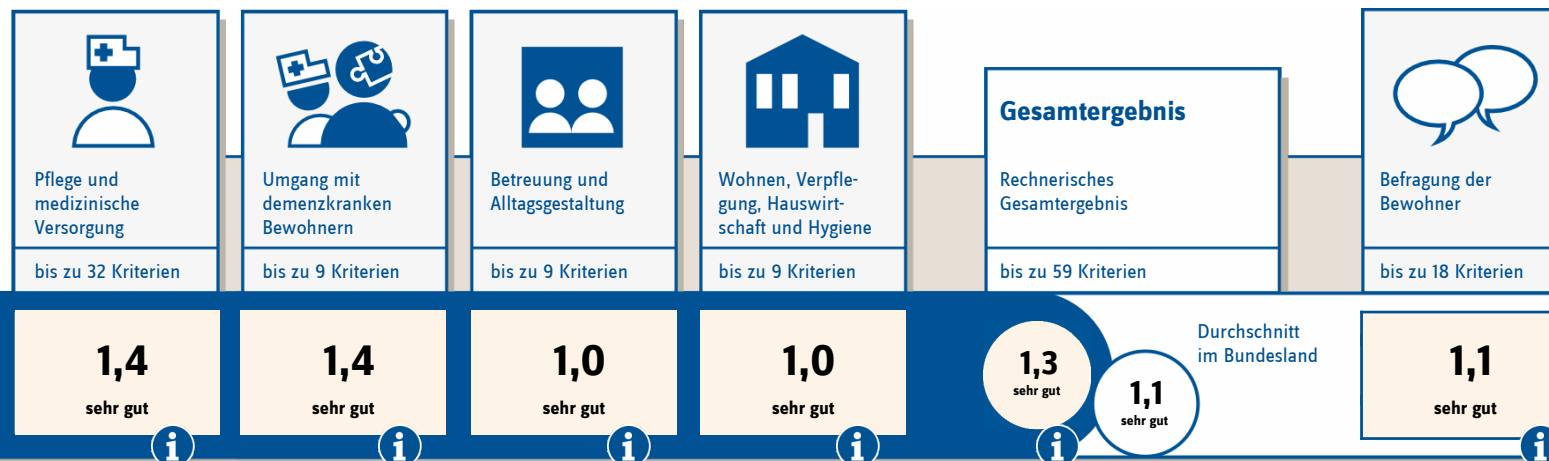 Pflege und
medizinische
Versorgung
bis zu 32 Kriterien
1,4
sehr gut
i
Umgang mit
demenzkranken
Bewohnern
bis zu 9 Kriterien
1,4
sehr gut
i
Betreuung und
Alltagsgestaltung
bis zu 9 Kriterien
1,0
sehr gut
i
Wohnen, Verpfle-
gung, Hauswirt-
schaft und Hygiene
bis zu 9 Kriterien
1,0
sehr gut
i
Gesamtergebnis
Rechnerisches
Gesamtergebnis
bis zu 59 Kriterien
1,3
sehr gut
i
Durchschnitt
im Bundesland
1,1
sehr gut
Befragung der
Bewohner
bis zu 18 Kriterien
1,1
sehr gut
i